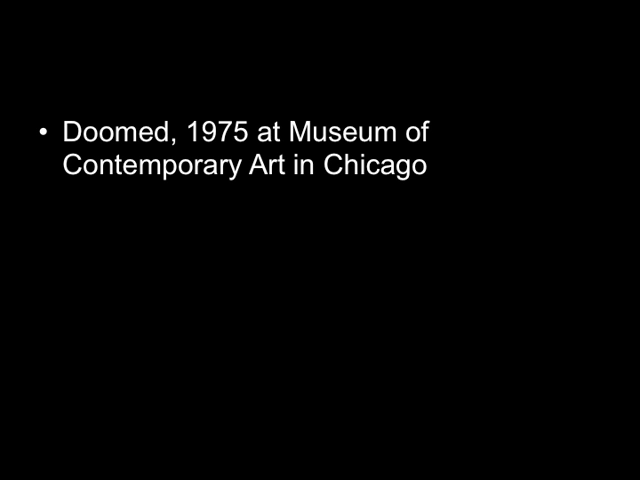 • Doomed, 1975 at Museum of
Contemporary Art in Chicago